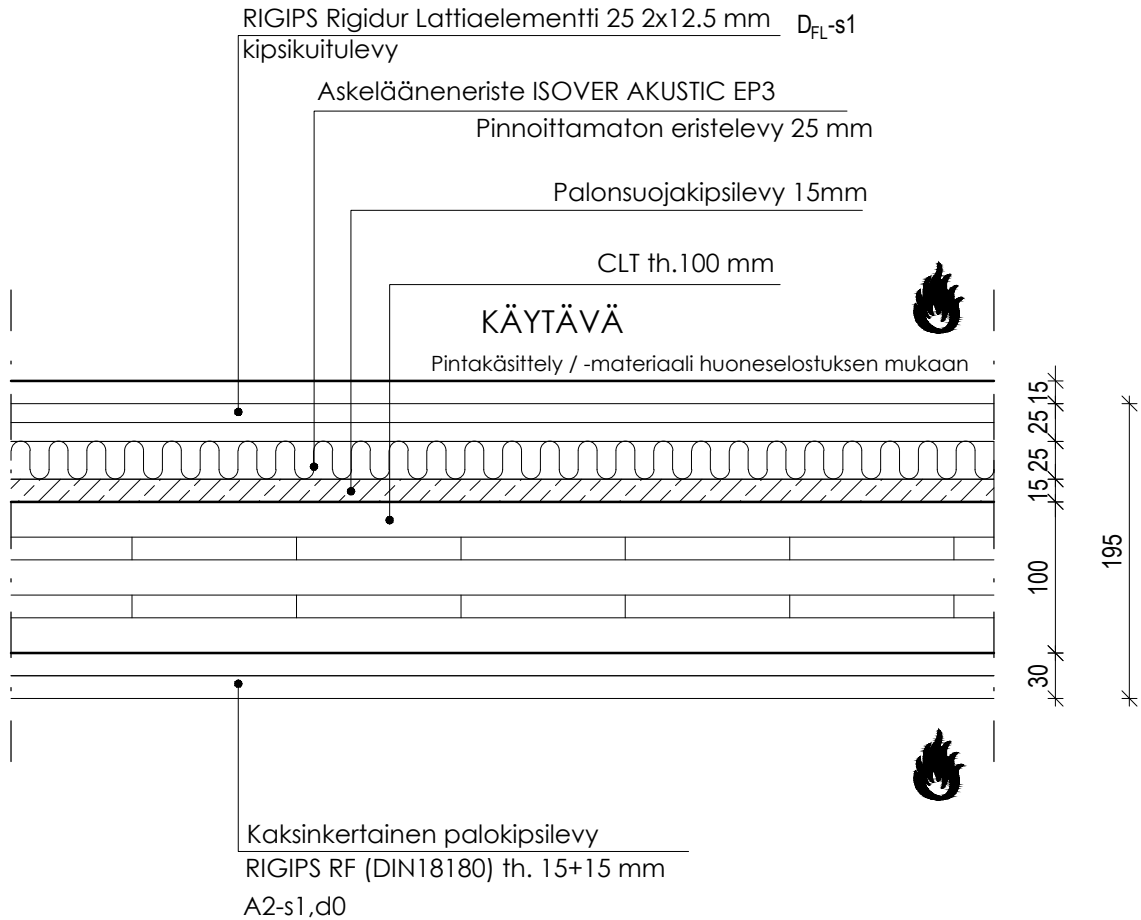 RIGIPS Rigidur Lattiaelementti 25 2x12.5 mm
D_FL-s1
kipsikuitulevy
Askelääneneriste ISOVER AKUSTIC EP3
Pinnoittamaton eristelevy 25 mm
Palonsuojakipsilevy 15mm
CLT th.100 mm
KÄYTÄVÄ
Pintakäsittely / -materiaali huoneselostuksen mukaan
15
25
25
15
100
30
195
Kaksinkertainen palokipsilevy
RIGIPS RF (DIN18180) th. 15+15 mm
A2-s1,d0